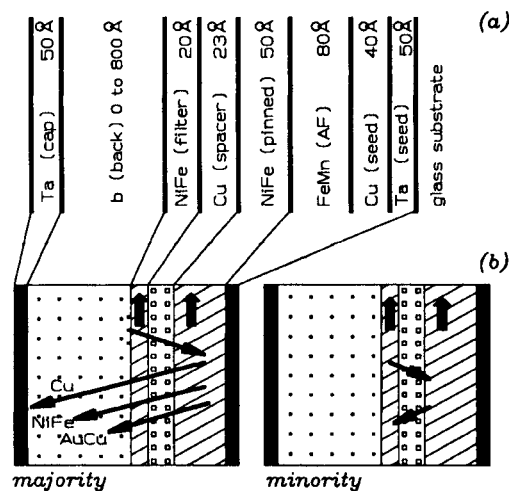 (a)
Ta (cap) 50Å
b (back) 0 to 800Å
NiFe (filter) 20Å
Cu (spacer) 23Å
NiFe (pinned) 50Å
FeMn (AF) 80Å
Cu (seed) 40Å
Ta (seed) 50Å
glass substrate
(b)
Cu
NiFe
AuCu
majority
minority